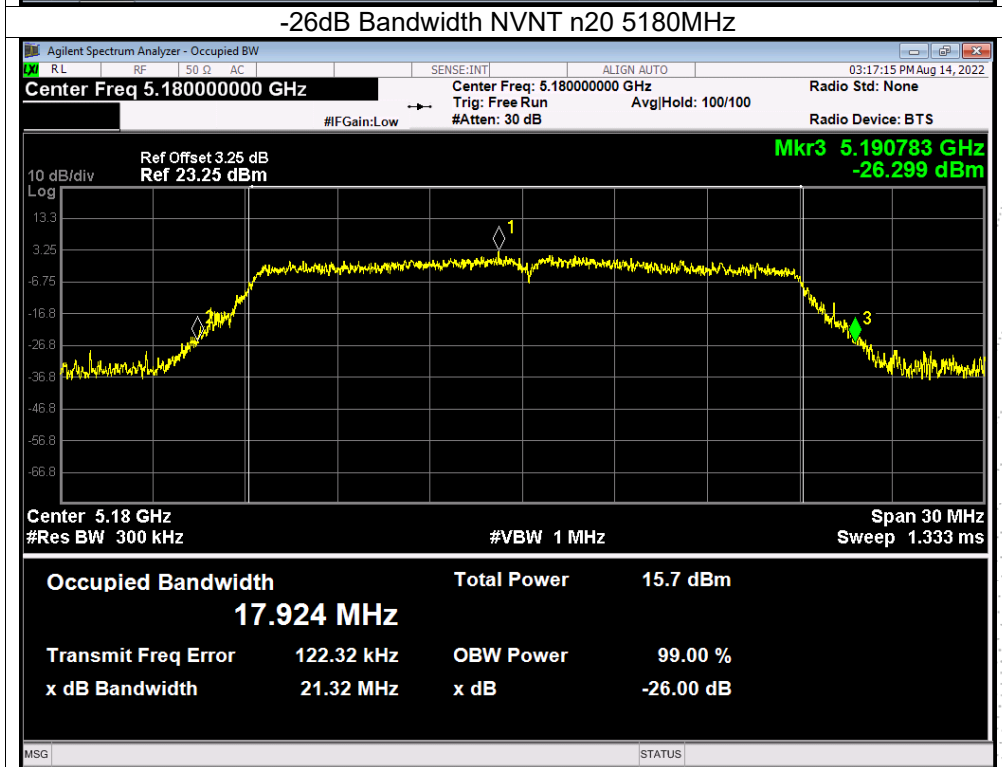 -26dB Bandwidth NVNT n20 5180MHz
Agilent Spectrum Analyzer - Occupied BW
LXI RL RF 50 Ω AC SENSE:INT ALIGN AUTO 03:17:15 PM Aug 14, 2022
Center Freq 5.180000000 GHz
Center Freq: 5.180000000 GHz
Radio Std: None
Trig: Free Run Avg|Hold: 100/100
#IFGain:Low #Atten: 30 dB Radio Device: BTS
Mkr3 5.190783 GHz
-26.299 dBm
Ref Offset 3.25 dB
10 dB/div Ref 23.25 dBm
Log
13.3
3.25
-6.75
-16.8
-26.8
-36.8
-46.8
-56.8
-66.8
1
2
3
Center 5.18 GHz Span 30 MHz
#Res BW 300 kHz #VBW 1 MHz Sweep 1.333 ms
Occupied Bandwidth Total Power 15.7 dBm
17.924 MHz
Transmit Freq Error 122.32 kHz OBW Power 99.00 %
x dB Bandwidth 21.32 MHz x dB -26.00 dB
MSG STATUS